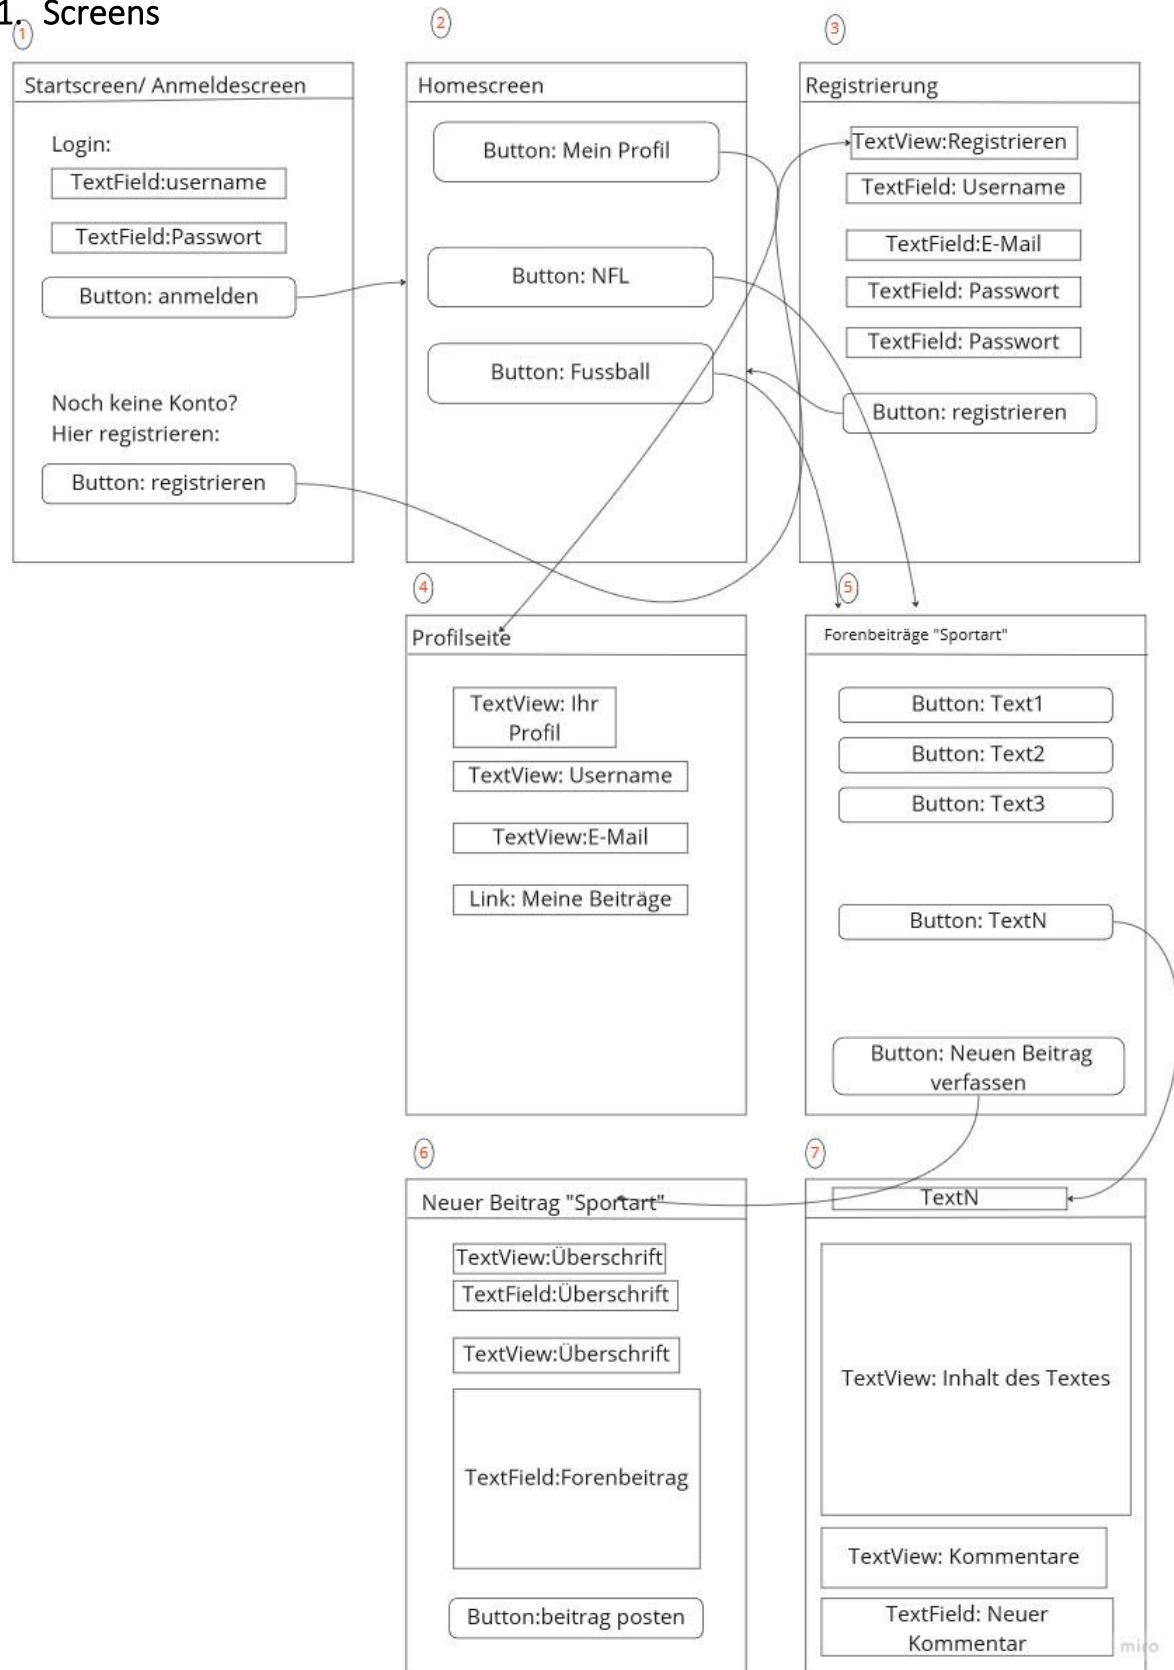 1. Screens
1
Startscreen/ Anmeldescreen
Login:
TextField:username
TextField:Passwort
Button: anmelden
Noch keine Konto?
Hier registrieren:
Button: registrieren
2
Homescreen
Button: Mein Profil
Button: NFL
Button: Fussball
3
Registrierung
TextView:Registrieren
TextField: Username
TextField:E-Mail
TextField: Passwort
TextField: Passwort
Button: registrieren
4
Profilseite
TextView: Ihr
Profil
TextView: Username
TextView:E-Mail
Link: Meine Beiträge
5
Forenbeiträge "Sportart"
Button: Text1
Button: Text2
Button: Text3
Button: TextN
Button: Neuen Beitrag
verfassen
6
Neuer Beitrag "Sportart"
TextView:Überschrift
TextField:Überschrift
TextView:Überschrift
TextField:Forenbeitrag
Button:beitrag posten
7
TextN
TextView: Inhalt des Textes
TextView: Kommentare
TextField: Neuer
Kommentar
miro